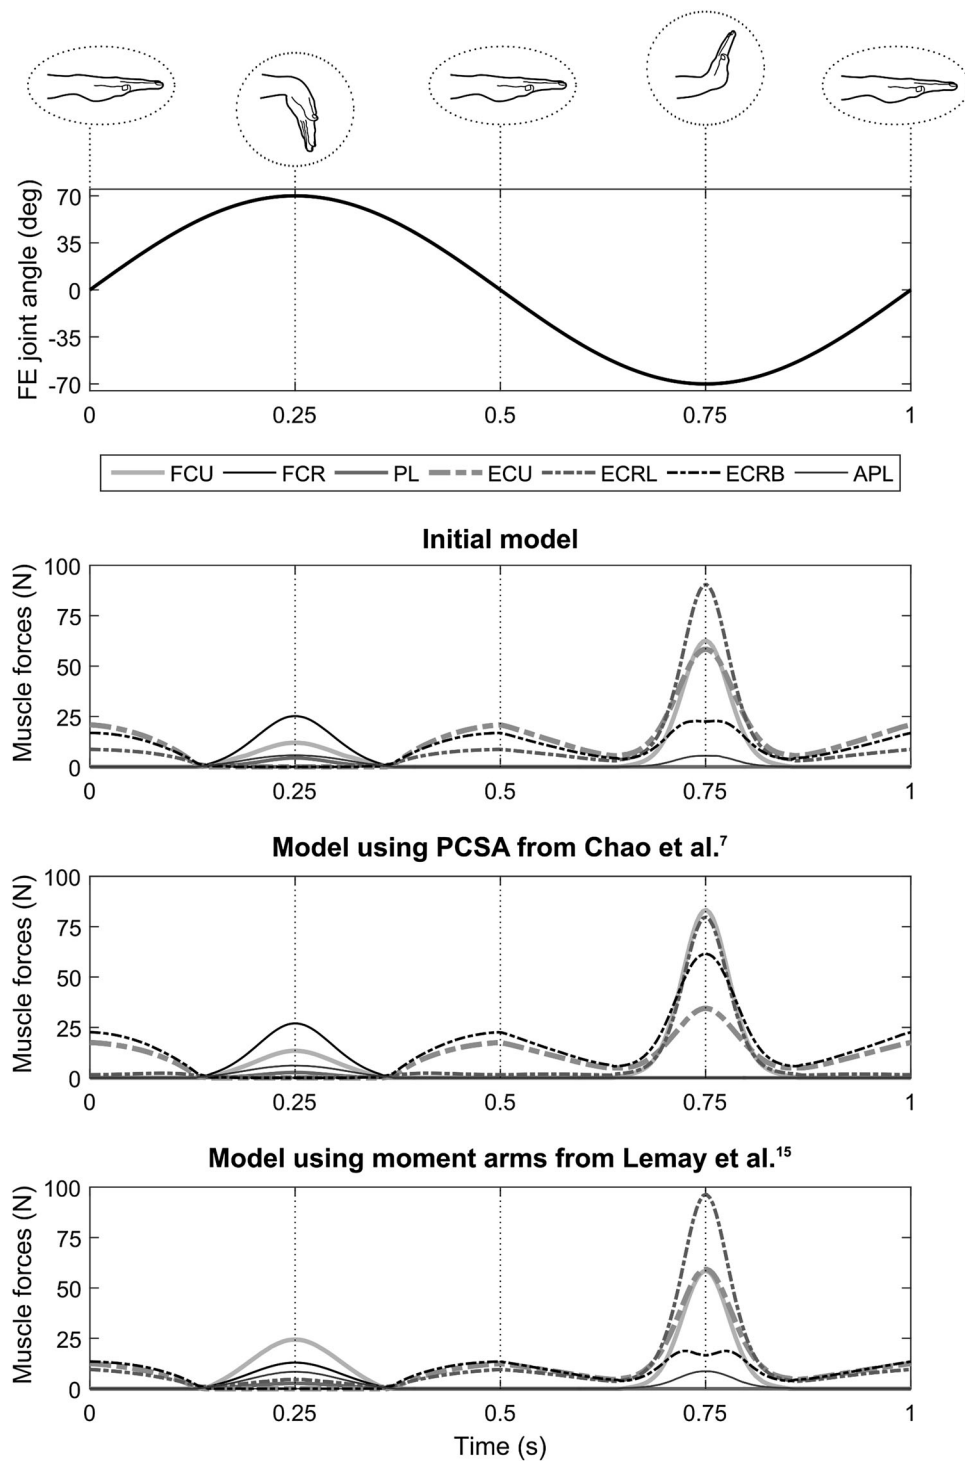 FE joint angle (deg)
70
35
0
-35
-70
0 0.25 0.5 0.75 1
FCU FCR PL ECU ECRL ECRB APL
Initial model
Muscle forces (N)
100
75
50
25
0
0 0.25 0.5 0.75 1
Model using PCSA from Chao et al.⁷
Muscle forces (N)
100
75
50
25
0
0 0.25 0.5 0.75 1
Model using moment arms from Lemay et al.¹⁵
Muscle forces (N)
100
75
50
25
0
0 0.25 0.5 0.75 1
Time (s)